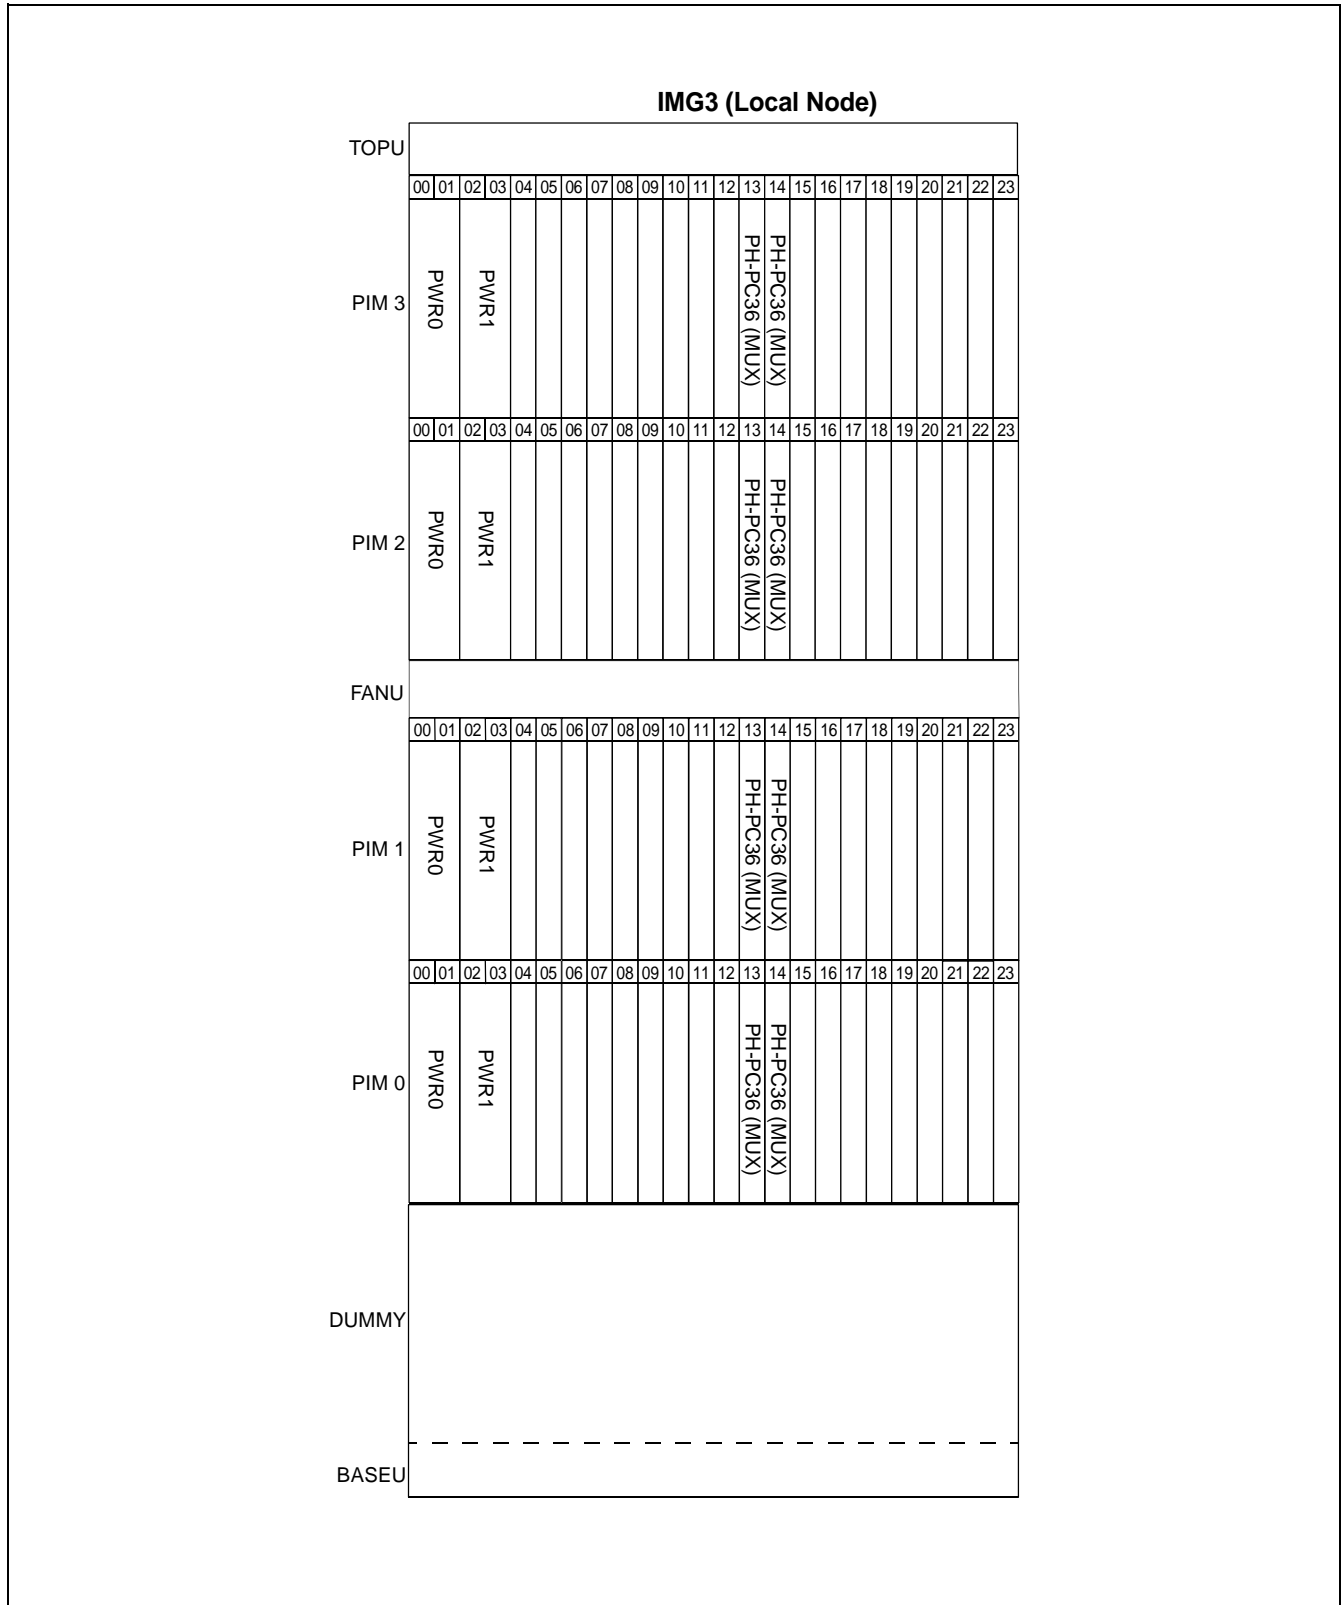 IMG3 (Local Node)
TOPU
00 01 02 03 04 05 06 07 08 09 10 11 12 13 14 15 16 17 18 19 20 21 22 23
PIM 3
PWR0
PWR1
PH-PC36 (MUX)
PH-PC36 (MUX)
00 01 02 03 04 05 06 07 08 09 10 11 12 13 14 15 16 17 18 19 20 21 22 23
PIM 2
PWR0
PWR1
PH-PC36 (MUX)
PH-PC36 (MUX)
FANU
00 01 02 03 04 05 06 07 08 09 10 11 12 13 14 15 16 17 18 19 20 21 22 23
PIM 1
PWR0
PWR1
PH-PC36 (MUX)
PH-PC36 (MUX)
00 01 02 03 04 05 06 07 08 09 10 11 12 13 14 15 16 17 18 19 20 21 22 23
PIM 0
PWR0
PWR1
PH-PC36 (MUX)
PH-PC36 (MUX)
DUMMY
BASEU